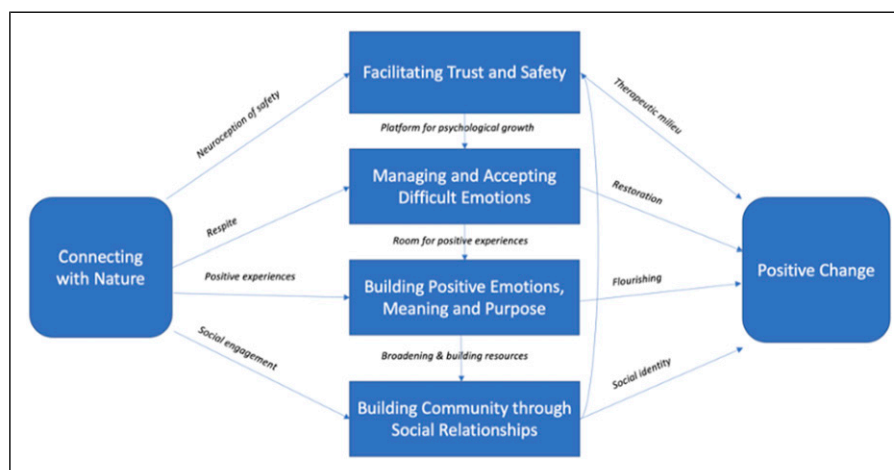 Facilitating Trust and Safety
Neuroception of safety
Therapeutic milieu
Platform for psychological growth
Managing and Accepting
Difficult Emotions
Respite
Restoration
Room for positive experiences
Connecting
with Nature
Positive experiences
Building Positive Emotions,
Meaning and Purpose
Flourishing
Positive Change
Social engagement
Broadening & building resources
Social identity
Building Community through
Social Relationships